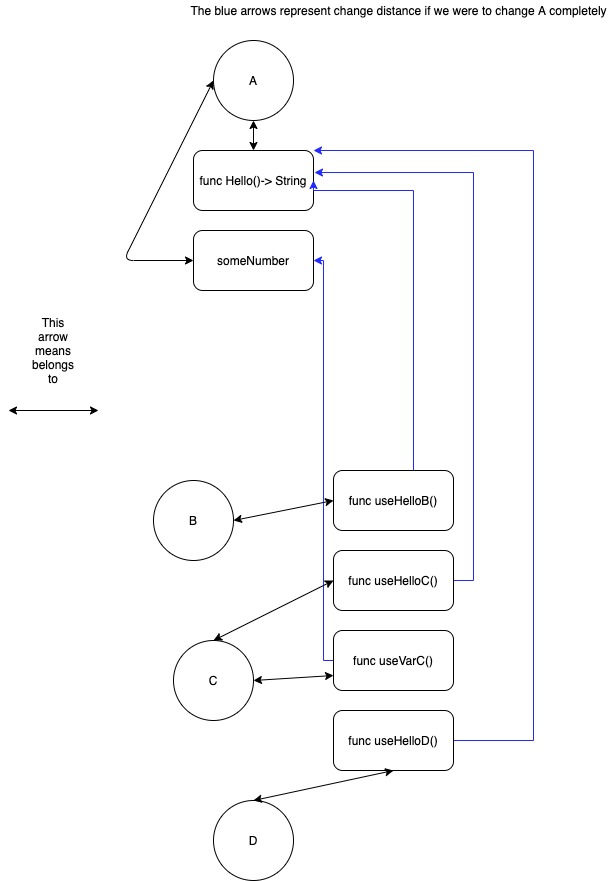 The blue arrows represent change distance if we were to change A completely
A
func Hello()-> String
someNumber
This
arrow
means
belongs
to
func useHelloB()
B
func useHelloC()
func useVarC()
C
func useHelloD()
D